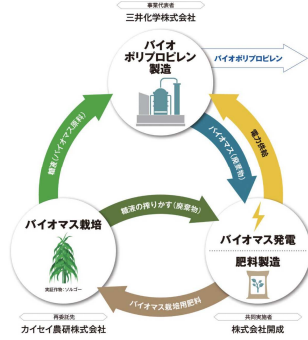 事業代表者
三井化学株式会社
バイオ
ポリプロピレン
製造
バイオポリプロピレン
糖液(バイオマス原料)
バイオマス(廃棄物)
電力供給
糖液の搾りかす(廃棄物)
バイオマス栽培
実証作物:ソルゴー
バイオマス発電
肥料製造
バイオマス栽培用肥料
再委託先
カイセイ農研株式会社
共同実施者
株式会社開成